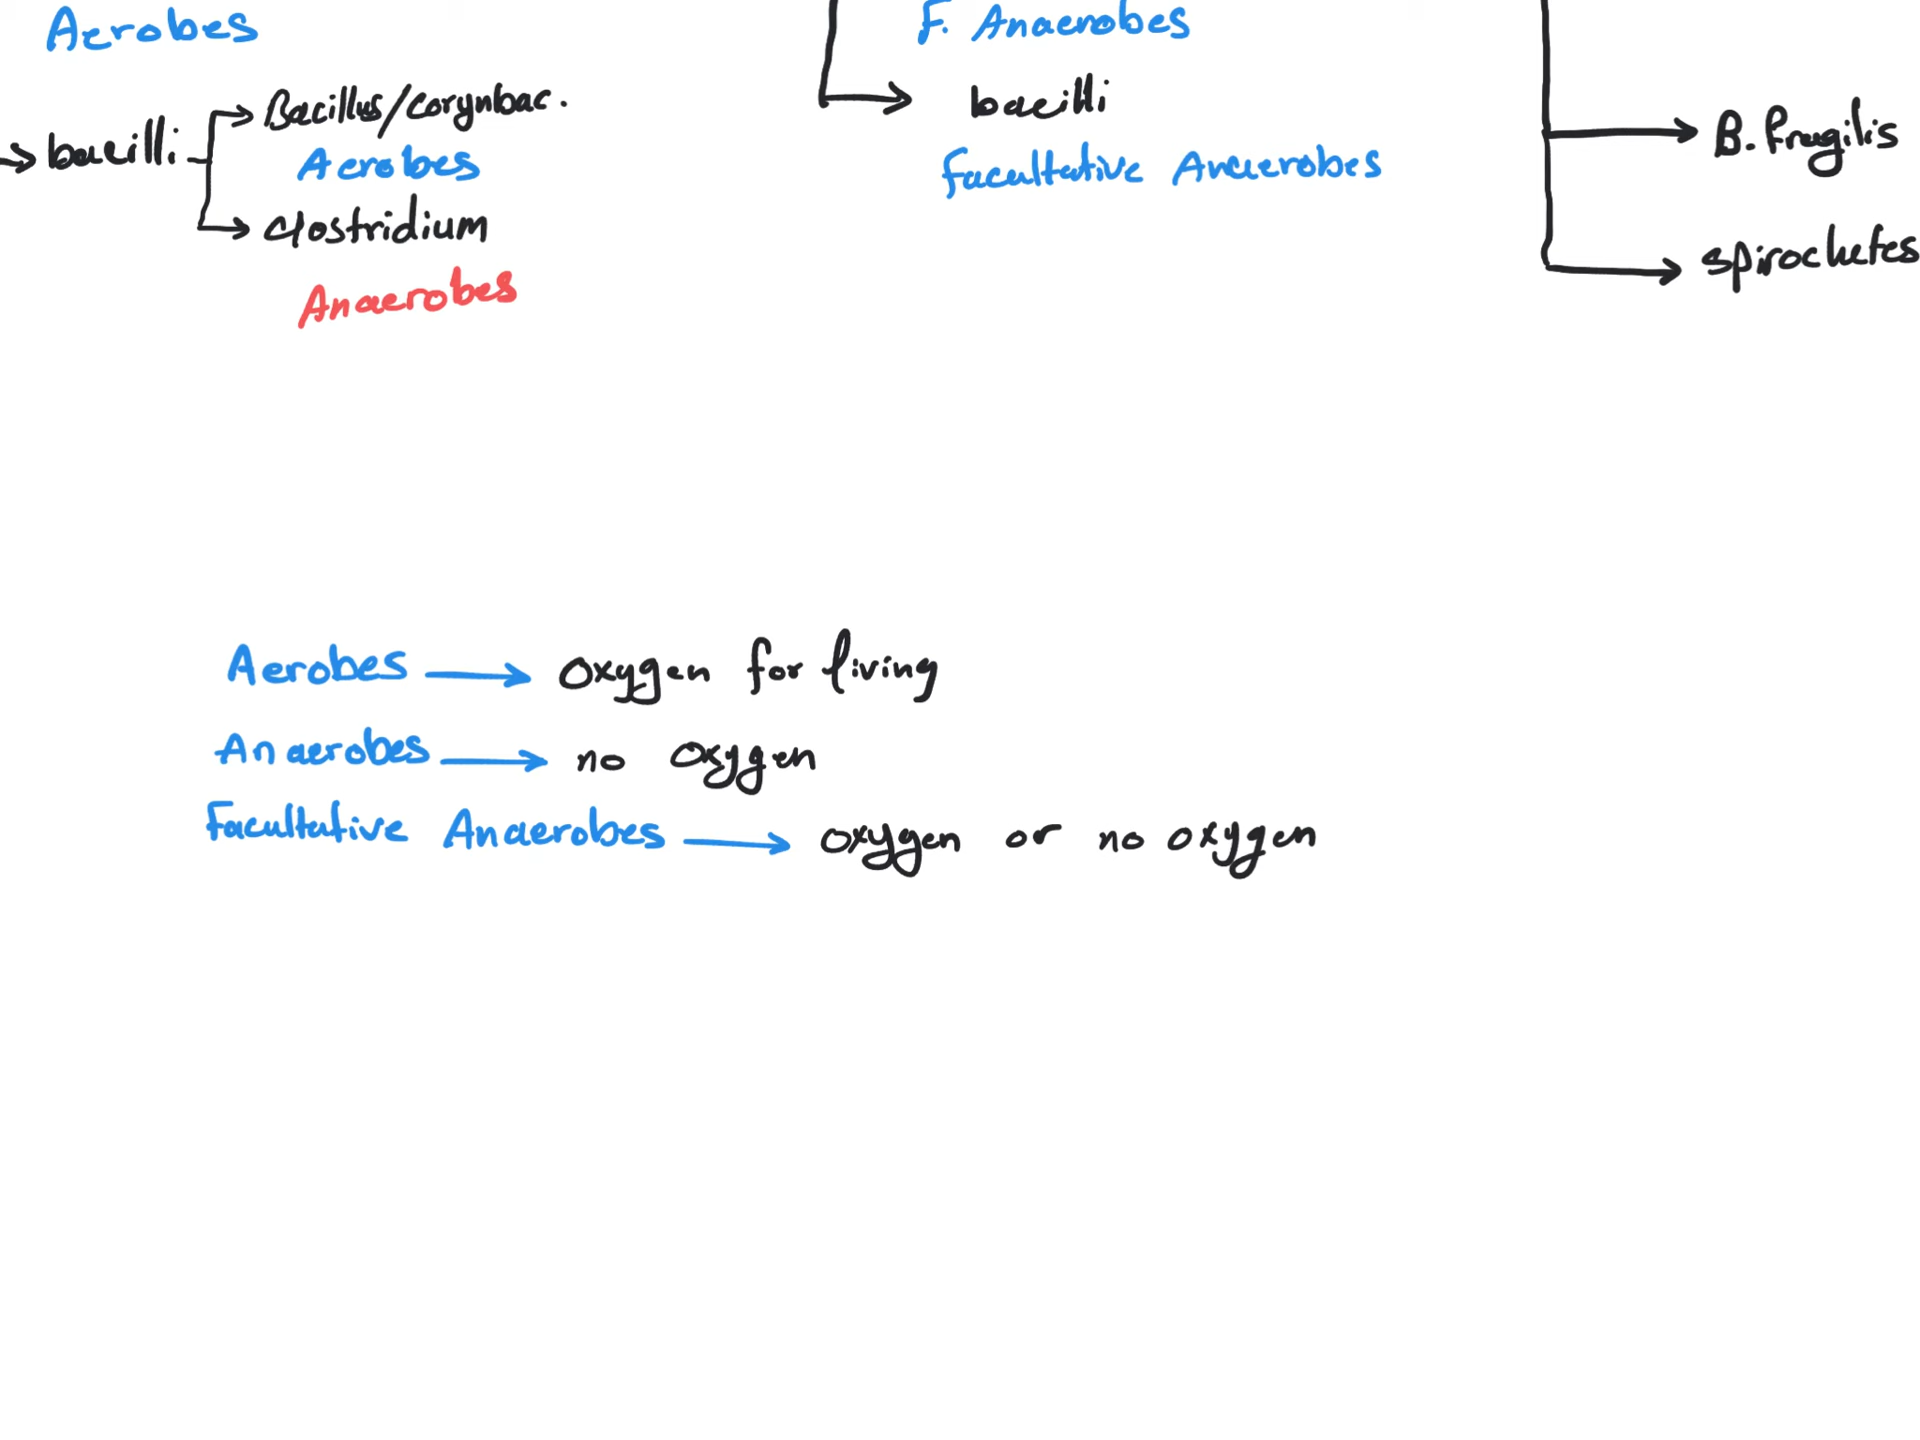 Aerobes
→ bacilli → Bacillus/corynbac.
Aerobes
→ clostridium
Anaerobes
F. Anaerobes
→ bacilli
facultative Anaerobes
→ B. fragilis
→ spirochetes
Aerobes → oxygen for living
Anaerobes → no oxygen
Facultative Anaerobes → oxygen or no oxygen